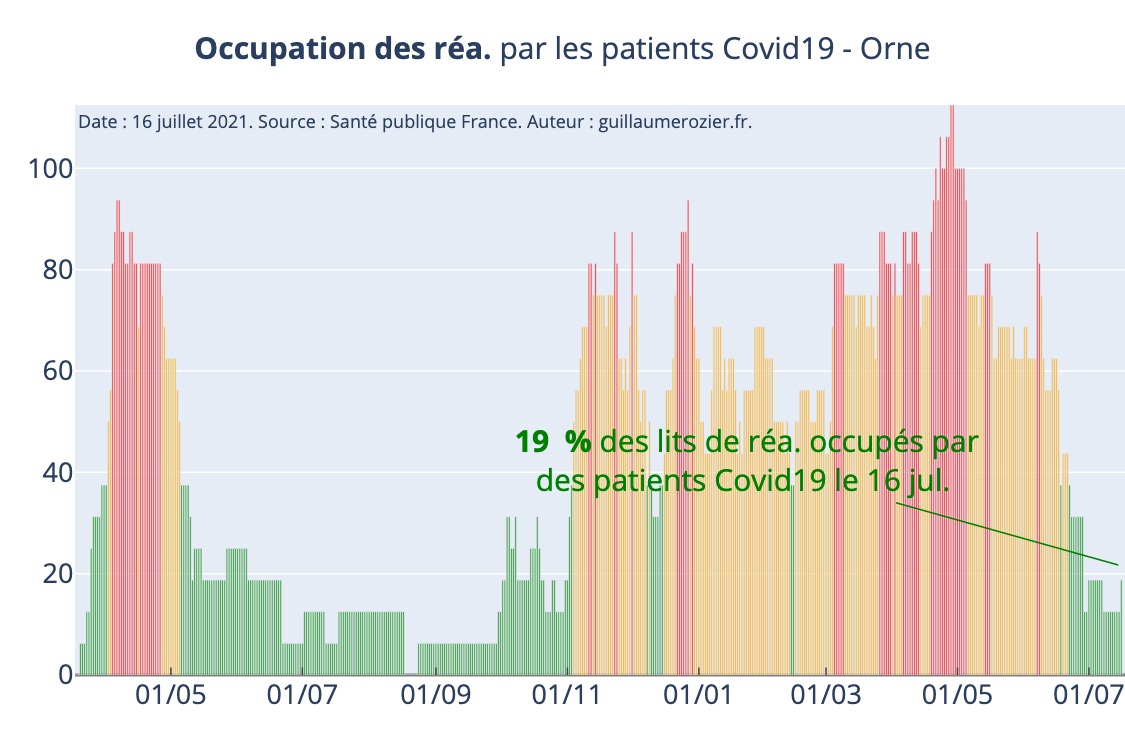 Occupation des réa. par les patients Covid19 - Orne
Date : 16 juillet 2021. Source : Santé publique France. Auteur : guillaumerozier.fr.
100
80
60
40
20
0
19 % des lits de réa. occupés par
des patients Covid19 le 16 jul.
01/05 01/07 01/09 01/11 01/01 01/03 01/05 01/07